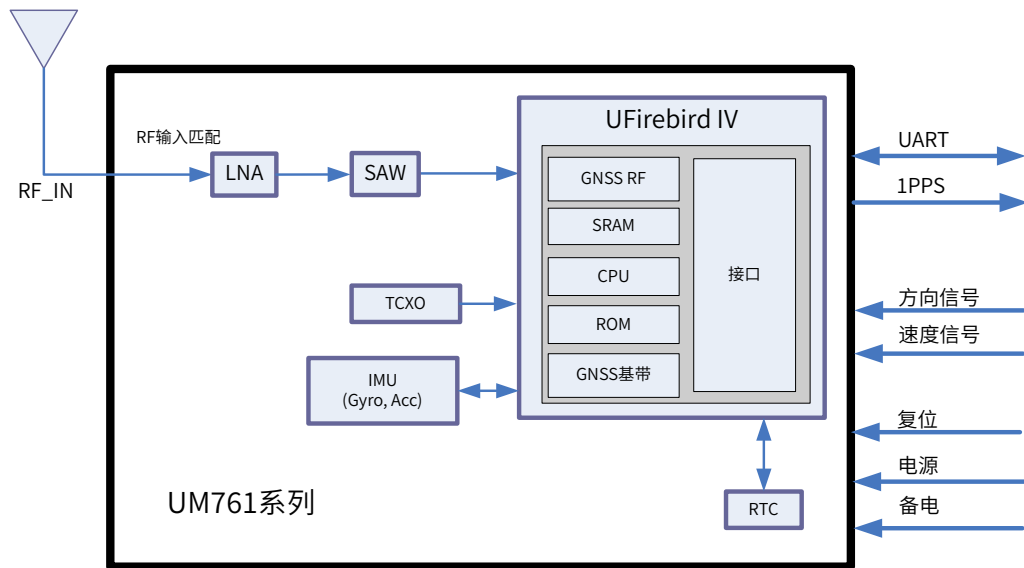 UFirebird IV
RF输入匹配
LNA
SAW
RF_IN
GNSS RF
SRAM
CPU
ROM
GNSS基带
接口
TCXO
IMU
(Gyro, Acc)
RTC
UM761系列
UART
1PPS
方向信号
速度信号
复位
电源
备电